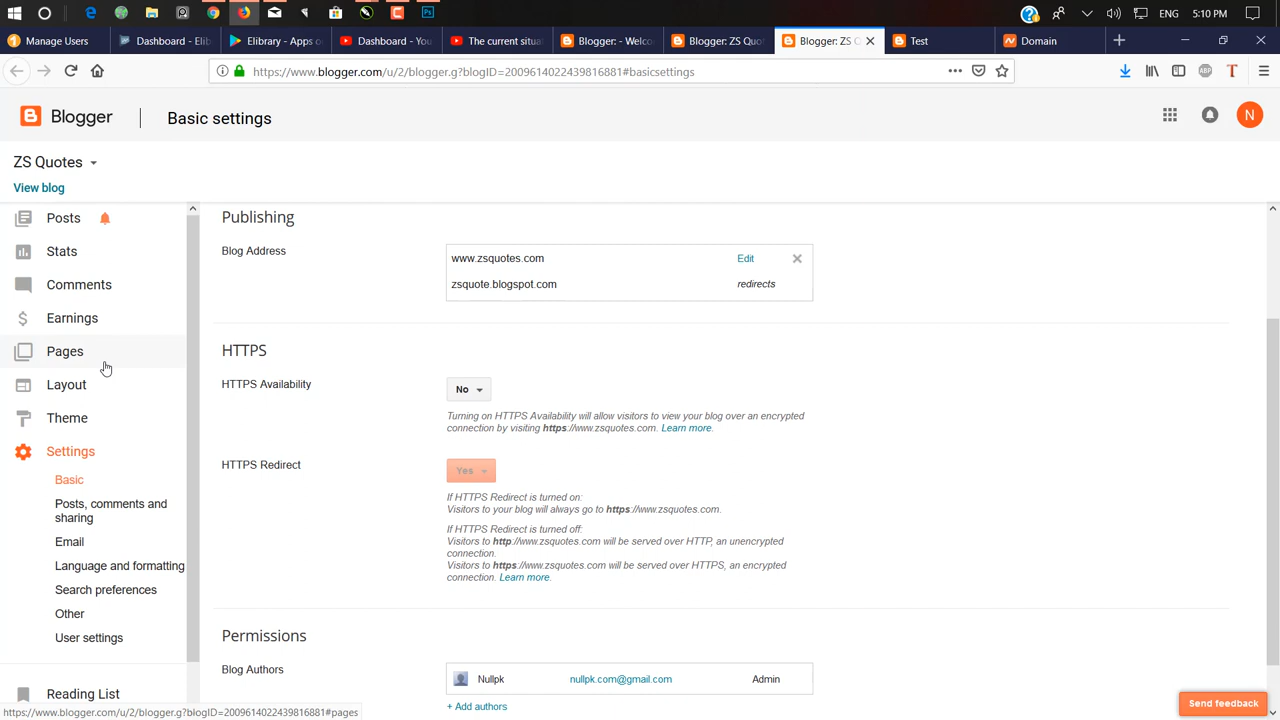 ENG 5:10 PM
Manage Users
Dashboard - Elib
Elibrary - Apps o
Dashboard - You
The current situat
Blogger: - Welco
Blogger: ZS Quo
Blogger: ZS Q
Test
Domain
https://www.blogger.com/u/2/blogger.g?blogID=2009614022439816881#basicsettings
ABP
T
Blogger
Basic settings
N
ZS Quotes
View blog
Posts
Stats
Comments
Earnings
Pages
Layout
Theme
Settings
Basic
Posts, comments and
sharing
Email
Language and formatting
Search preferences
Other
User settings
Reading List
Publishing
Blog Address
www.zsquotes.com Edit
zsquote.blogspot.com redirects
HTTPS
HTTPS Availability
No
Turning on HTTPS Availability will allow visitors to view your blog over an encrypted
connection by visiting https://www.zsquotes.com. Learn more.
HTTPS Redirect
Yes
If HTTPS Redirect is turned on:
Visitors to your blog will always go to https://www.zsquotes.com.
If HTTPS Redirect is turned off:
Visitors to http://www.zsquotes.com will be served over HTTP, an unencrypted
connection.
Visitors to https://www.zsquotes.com will be served over HTTPS, an encrypted
connection. Learn more.
Permissions
Blog Authors
Nullpk nullpk.com@gmail.com Admin
+ Add authors
Send feedback
https://www.blogger.com/u/2/blogger.g?blogID=2009614022439816881#pages